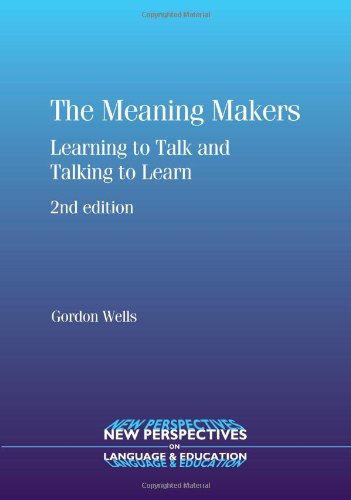 The Meaning Makers
Learning to Talk and
Talking to Learn
2nd edition
Gordon Wells
NEW PERSPECTIVES
NEW PERSPECTIVES
ON
LANGUAGE & EDUCATION
LANGUAGE & EDUCATION